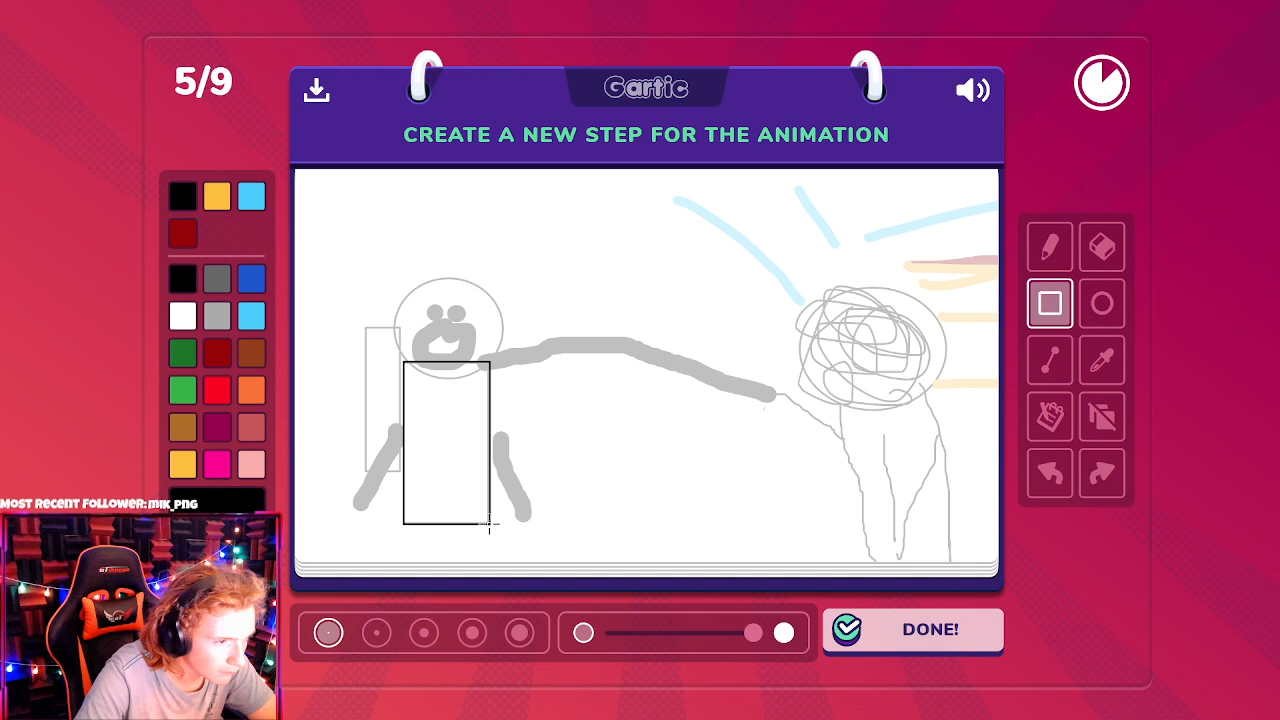 5/9
Gartic
CREATE A NEW STEP FOR THE ANIMATION
MOST RECENT FOLLOWER: MIK_PNG
DONE!